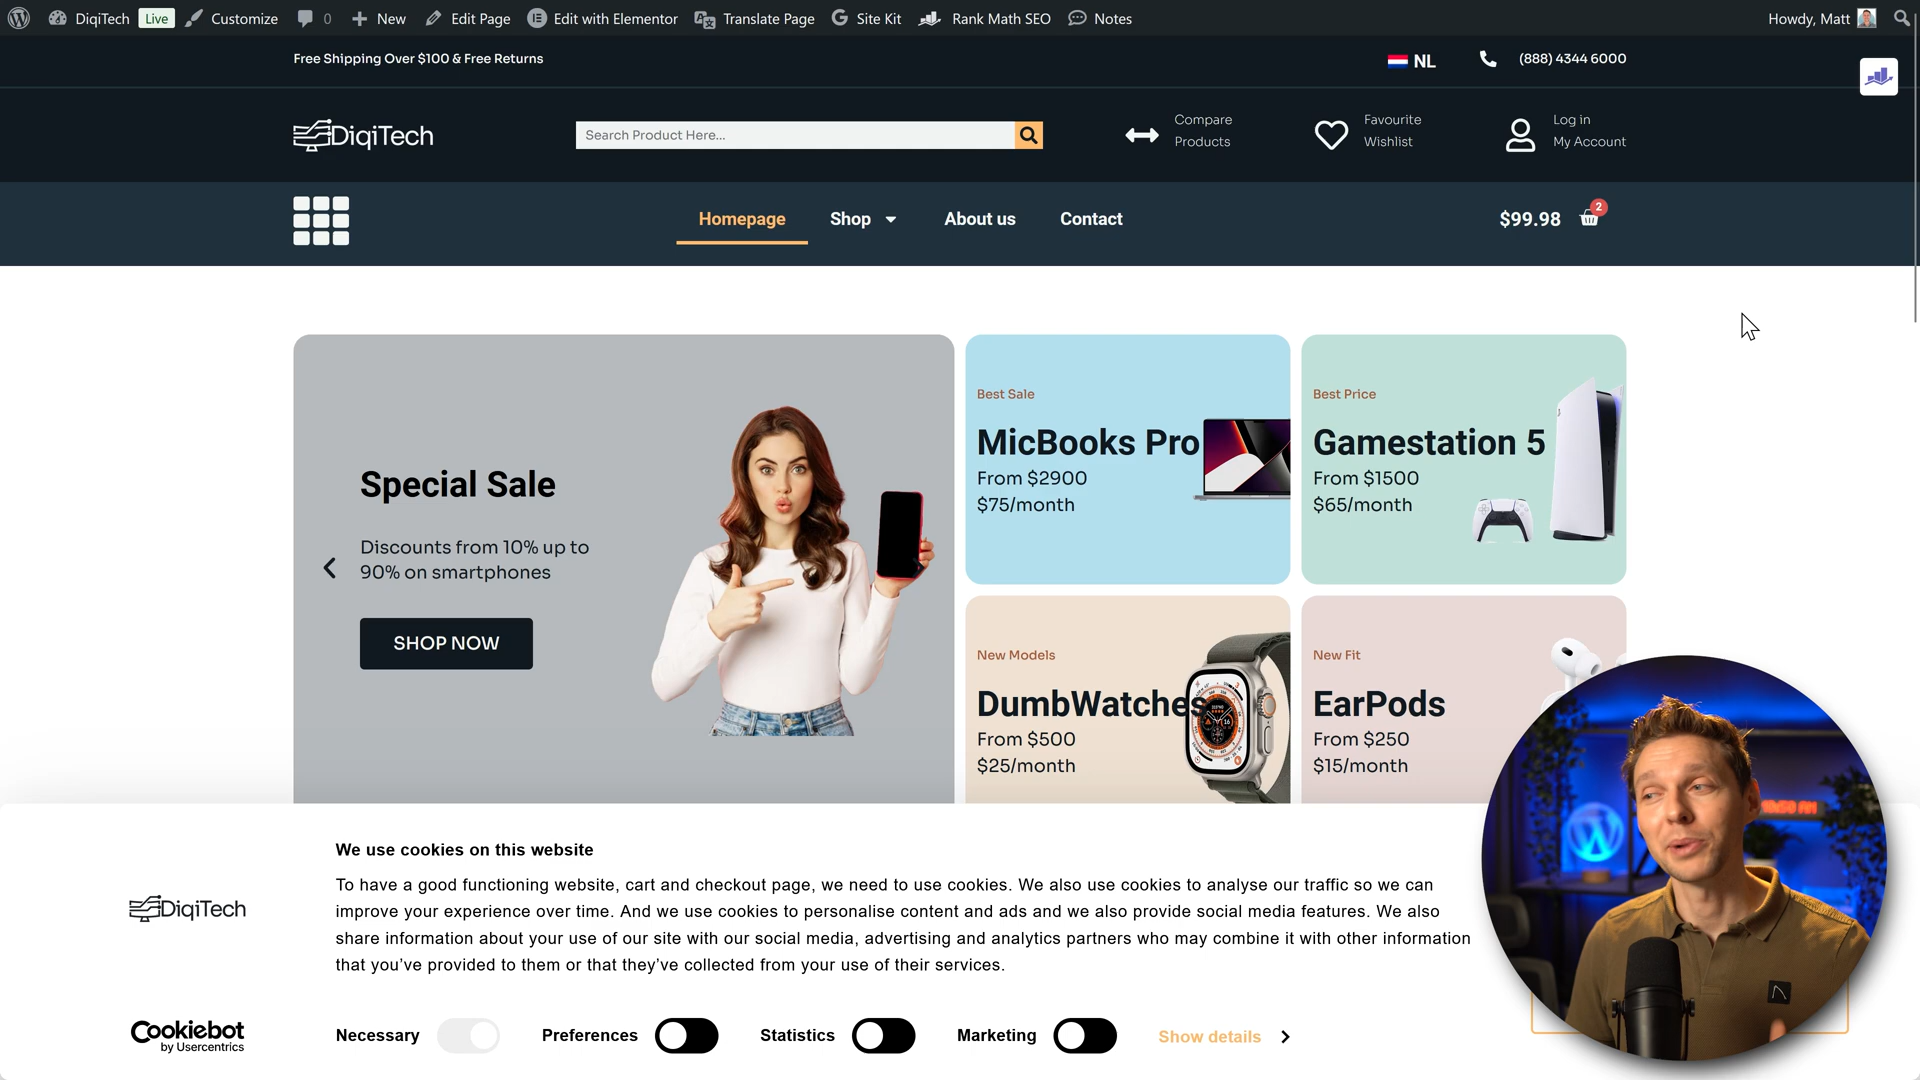 DiqiTech Live Customize 0 New Edit Page Edit with Elementor Translate Page Site Kit Rank Math SEO Notes Howdy, Matt
Free Shipping Over $100 & Free Returns
NL
(888) 4344 6000
DiqiTech
Search Product Here...
Compare
Products
Favourite
Wishlist
Log in
My Account
Homepage
Shop
About us
Contact
$99.98
2
Special Sale
Discounts from 10% up to
90% on smartphones
SHOP NOW
Best Sale
MicBooks Pro
From $2900
$75/month
Best Price
Gamestation 5
From $1500
$65/month
New Models
DumbWatches
From $500
$25/month
New Fit
EarPods
From $250
$15/month
DiqiTech
We use cookies on this website
To have a good functioning website, cart and checkout page, we need to use cookies. We also use cookies to analyse our traffic so we can
improve your experience over time. And we use cookies to personalise content and ads and we also provide social media features. We also
share information about your use of our site with our social media, advertising and analytics partners who may combine it with other information
that you've provided to them or that they've collected from your use of their services.
Cookiebot
by Usercentrics
Necessary
Preferences
Statistics
Marketing
Show details